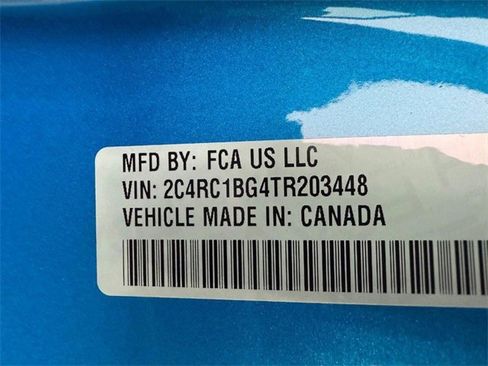 MFD BY: FCA US LLC
VIN: 2C4RC1BG4TR203448
VEHICLE MADE IN: CANADA